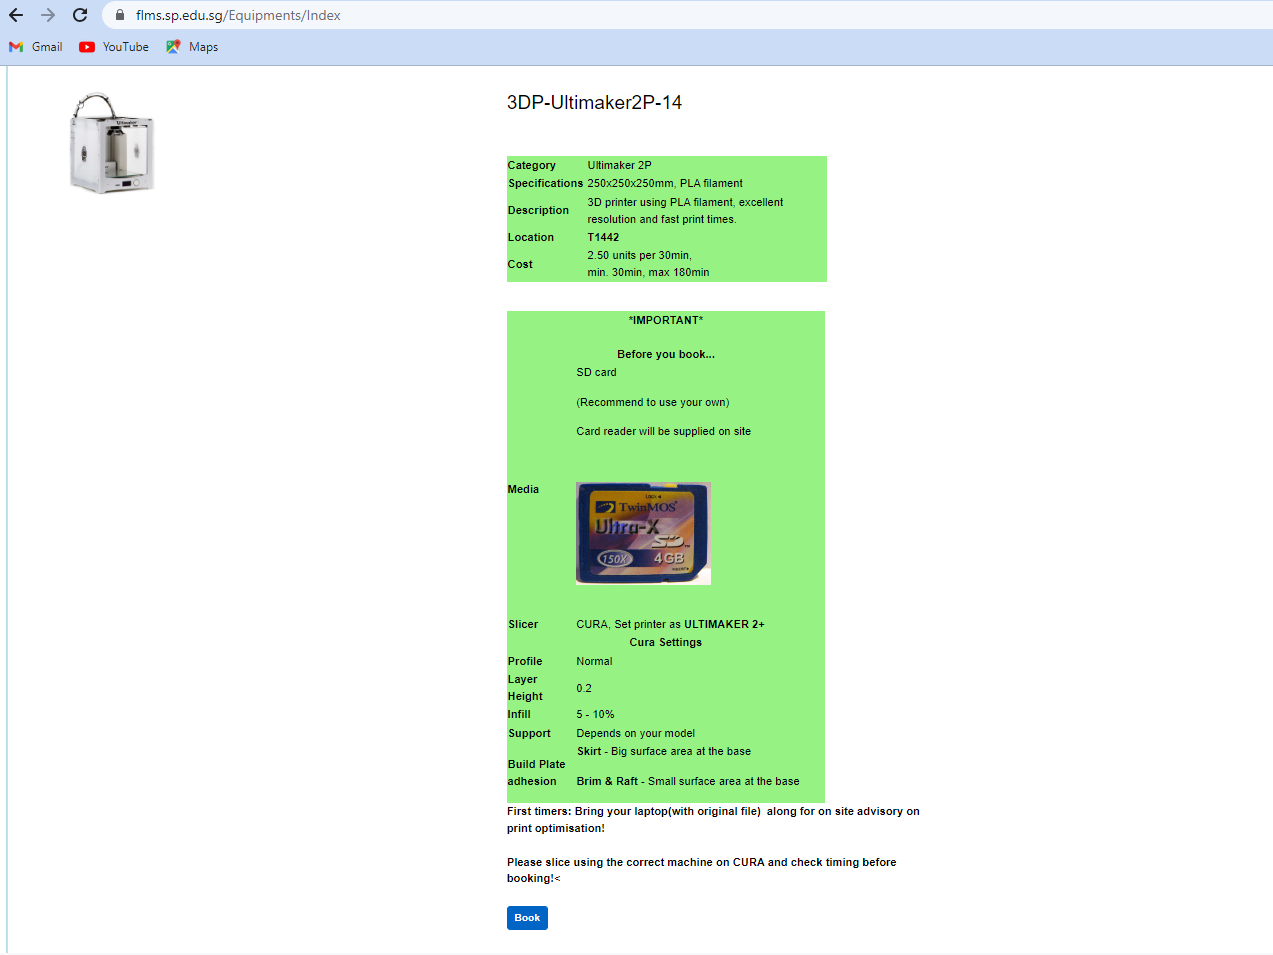 flms.sp.edu.sg/Equipments/Index
Gmail YouTube Maps
3DP-Ultimaker2P-14
Category Ultimaker 2P
Specifications 250x250x250mm, PLA filament
Description 3D printer using PLA filament, excellent
resolution and fast print times.
Location T1442
Cost 2.50 units per 30min,
min. 30min, max 180min
*IMPORTANT*
Before you book...
SD card
(Recommend to use your own)
Card reader will be supplied on site
Media
TwinMOS
Ultra-X
SD
150X 4GB
Slicer CURA, Set printer as ULTIMAKER 2+
Cura Settings
Profile Normal
Layer
Height 0.2
Infill 5 - 10%
Support Depends on your model
Skirt - Big surface area at the base
Build Plate
adhesion Brim & Raft - Small surface area at the base
First timers: Bring your laptop(with original file)  along for on site advisory on
print optimisation!
Please slice using the correct machine on CURA and check timing before
booking!<
Book